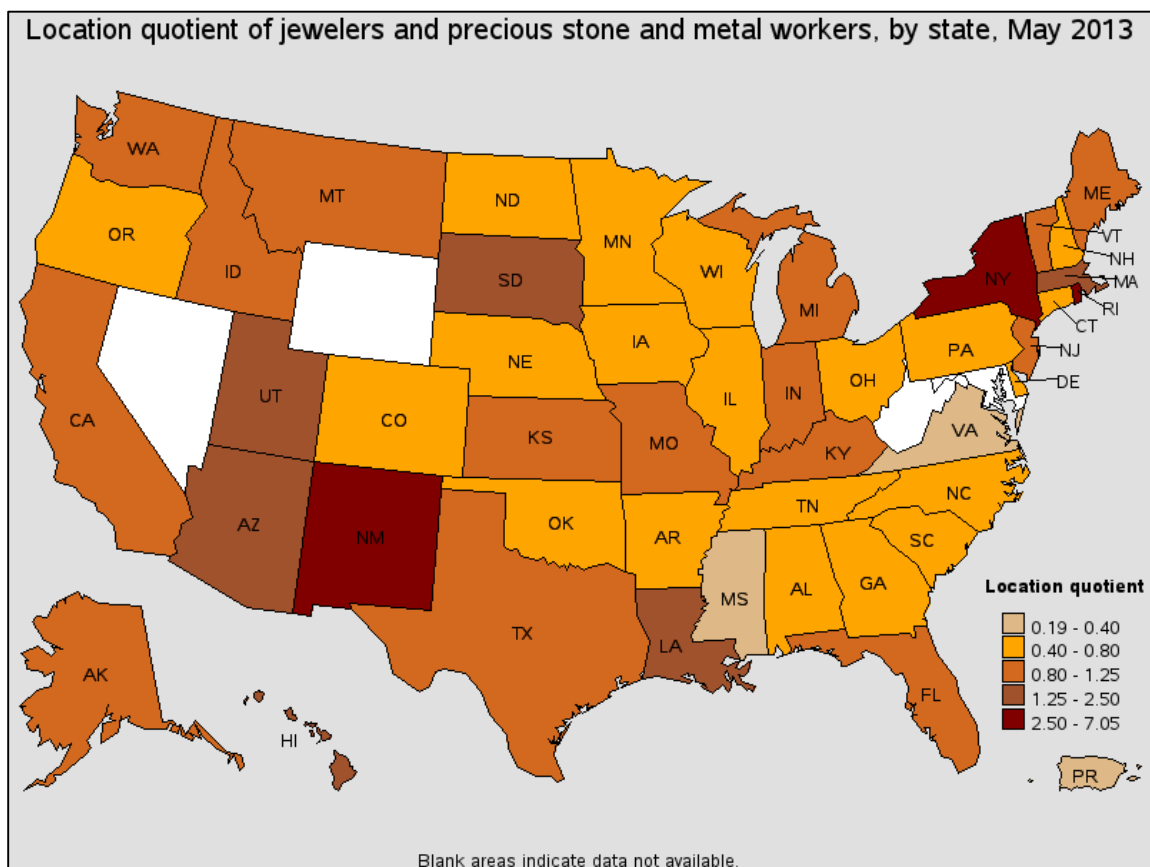 Location quotient of jewelers and precious stone and metal workers, by state, May 2013
WA
MT
ND
MN
ME
VT
NH
OR
ID
SD
WI
NY
MA
RI
CT
MI
IA
PA
NJ
NE
OH
DE
UT
CO
IL
IN
CA
KS
MO
KY
VA
AZ
NM
OK
AR
TN
NC
SC
MS
AL
GA
Location quotient
0.19 - 0.40
0.40 - 0.80
0.80 - 1.25
1.25 - 2.50
2.50 - 7.05
TX
LA
FL
AK
HI
PR
Blank areas indicate data not available.